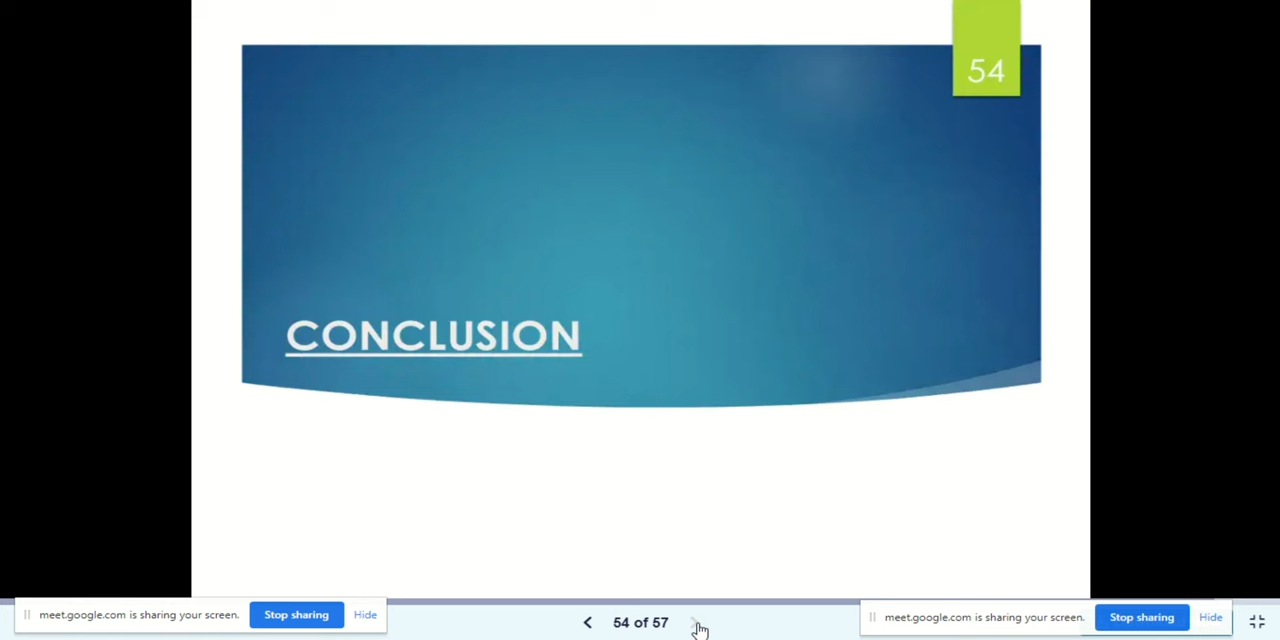 54
CONCLUSION
meet.google.com is sharing your screen. Stop sharing Hide
54 of 57
meet.google.com is sharing your screen. Stop sharing Hide